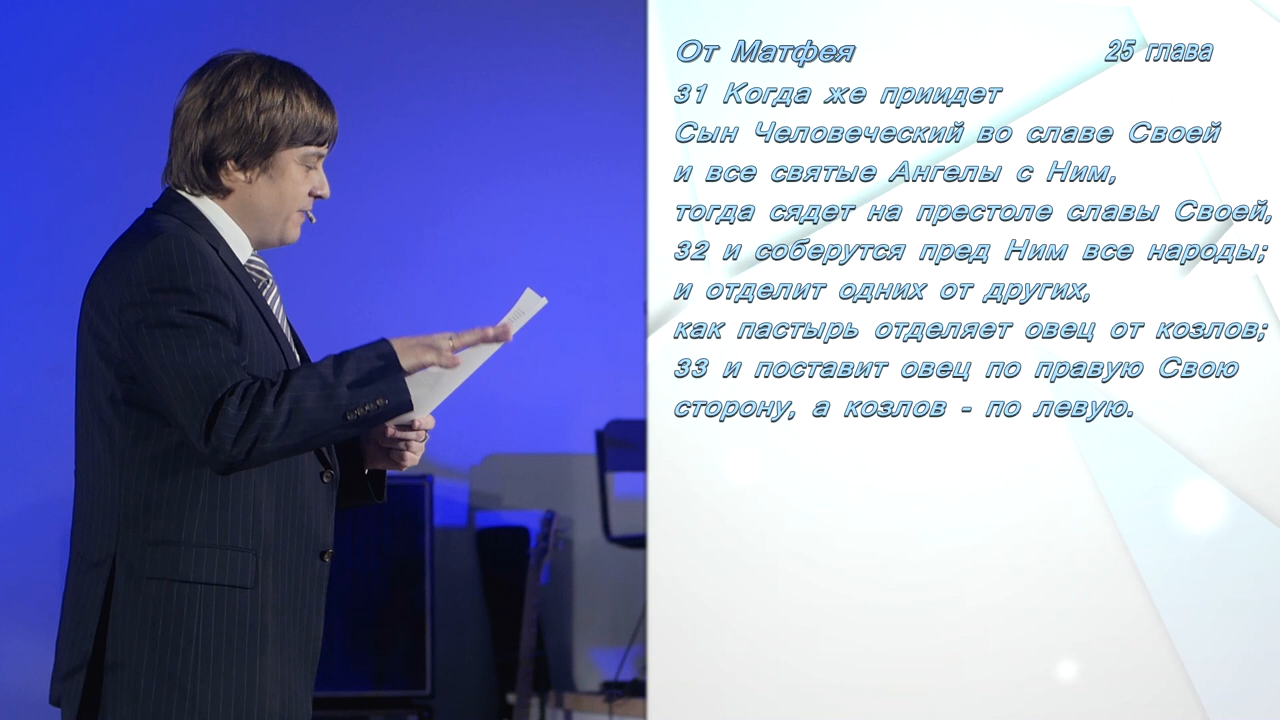 От Матфея 25 глава
31 Когда же приидет
Сын Человеческий во славе Своей
и все святые Ангелы с Ним,
тогда сядет на престоле славы Своей,
32 и соберутся пред Ним все народы;
и отделит одних от других,
как пастырь отделяет овец от козлов;
33 и поставит овец по правую Свою
сторону, а козлов - по левую.